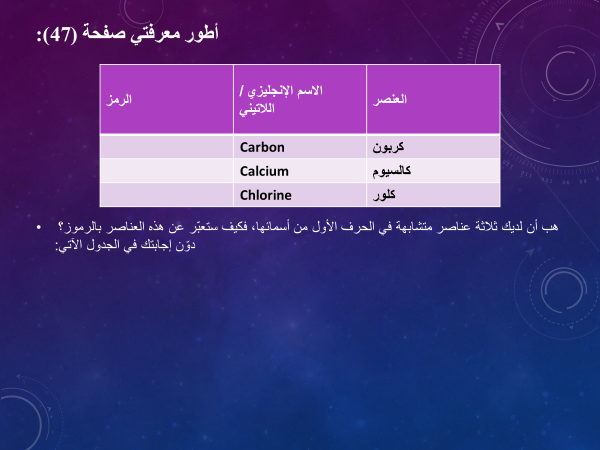 أطور معرفتي صفحة (47):
العنصر
الاسم الإنجليزي /
اللاتيني
الرمز
كربون
Carbon
كالسيوم
Calcium
كلور
Chlorine
• هب أن لديك ثلاثة عناصر متشابهة في الحرف الأول من أسمائها، فكيف ستعبّر عن هذه العناصر بالرموز؟
دوّن إجابتك في الجدول الآتي: